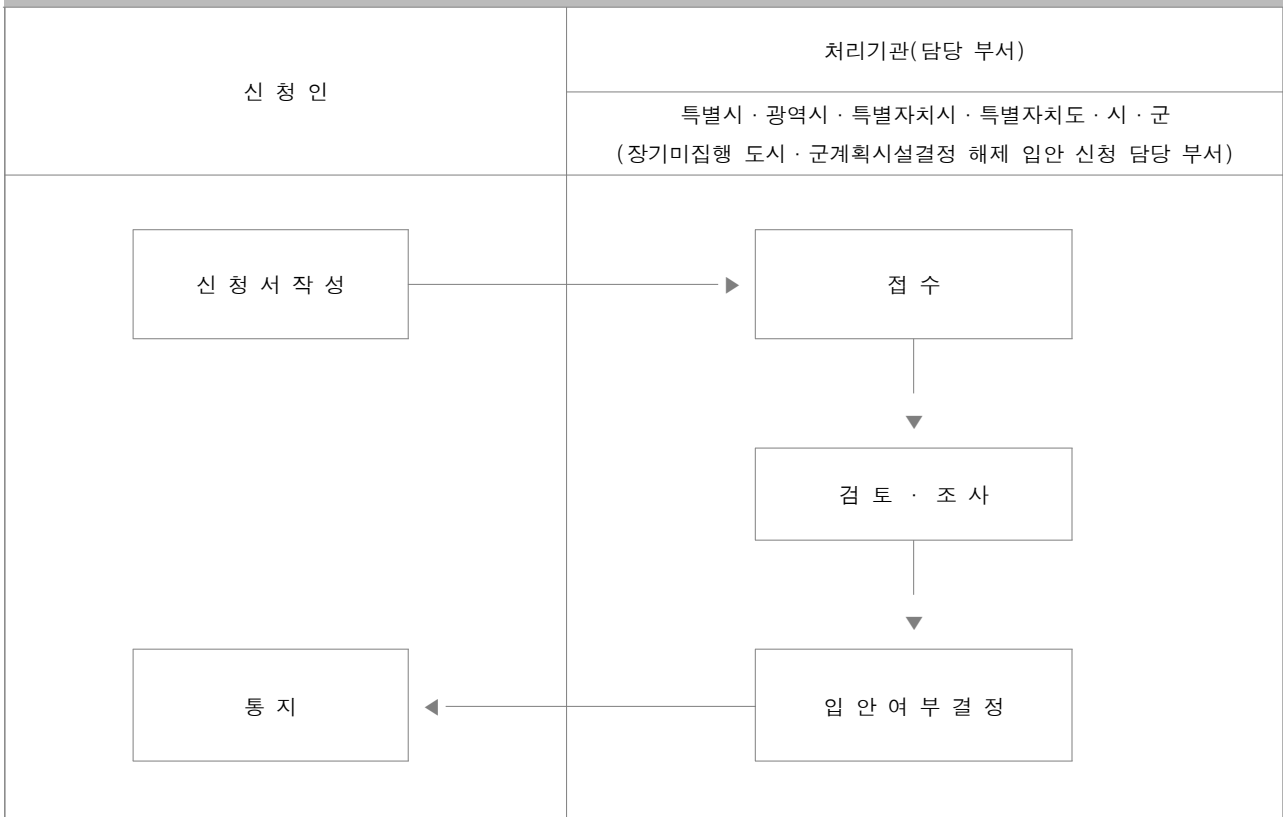 신 청 인
처리기관(담당 부서)
특별시 · 광역시 · 특별자치시 · 특별자치도 · 시 · 군
(장기미집행 도시 · 군계획시설결정 해제 입안 신청 담당 부서)
신 청 서 작 성
접 수
검 토 · 조 사
통 지
입 안 여 부 결 정